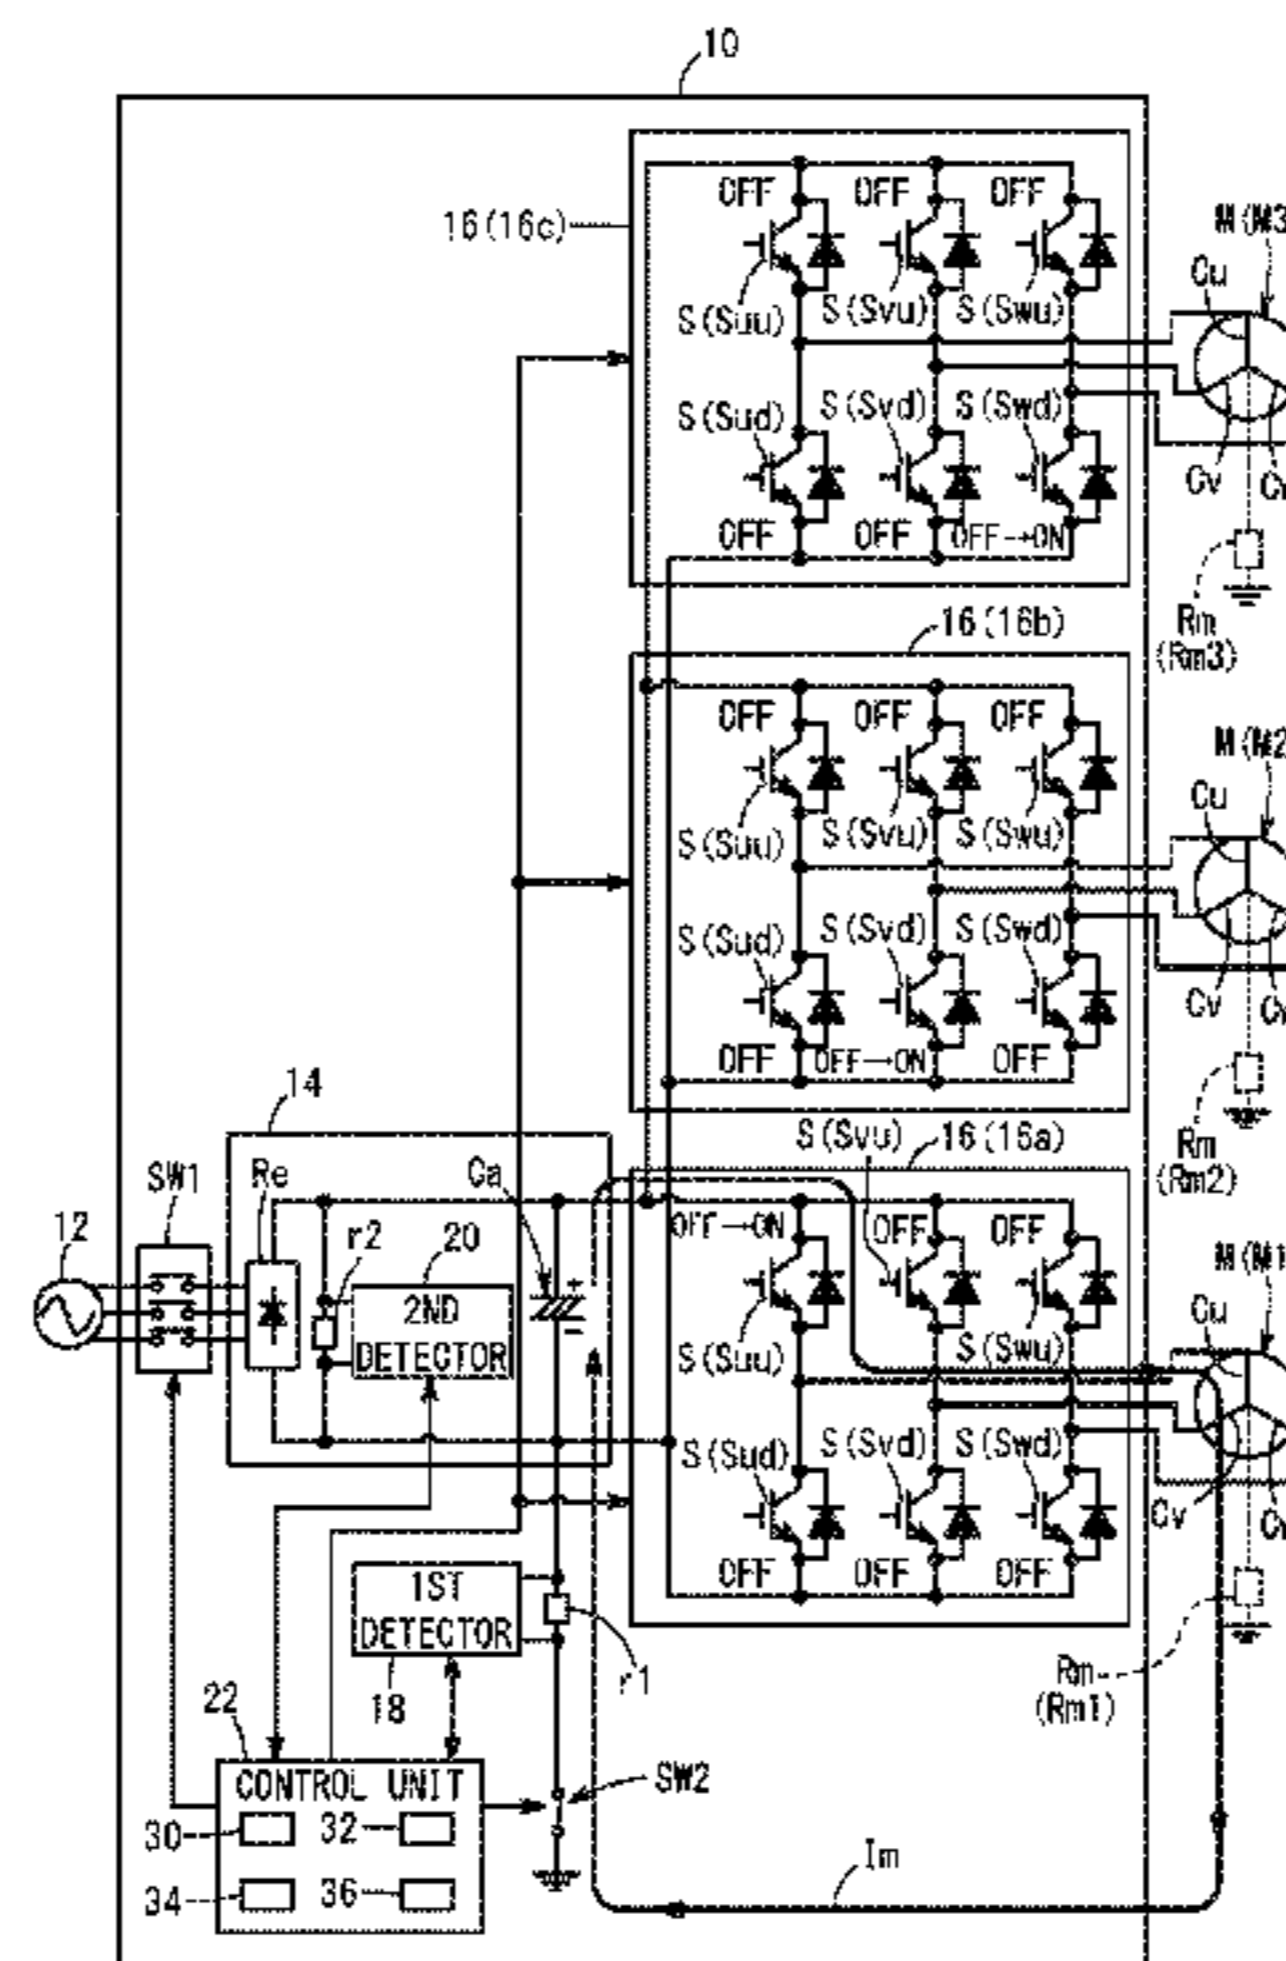 10
OFF OFF OFF
16(16c)
M(M3
Cu
S(Suu) S(Svu) S(Swu)
S(Sud) S(Svd) S(Swd)
Cv
OFF OFF OFF→ON
Rm
(Rm3)
16(16b)
OFF OFF OFF
M(M2
Cu
S(Suu) S(Svu) S(Swu)
S(Sud) S(Svd) S(Swd)
Cv
OFF OFF→ON OFF
14
Rm
(Rm2)
S(Svu) 16(16a)
SW1 Re Ca
12 r2 20
OFF→ON OFF OFF
M(M1
+
2ND
DETECTOR
-
Cu
S(Suu) S(Swu)
S(Sud) S(Svd) S(Swd)
Cv
1ST
DETECTOR
OFF OFF OFF
r1
18
Rm
(Rm1)
22
CONTROL UNIT
SW2
30 32
34 36
Im